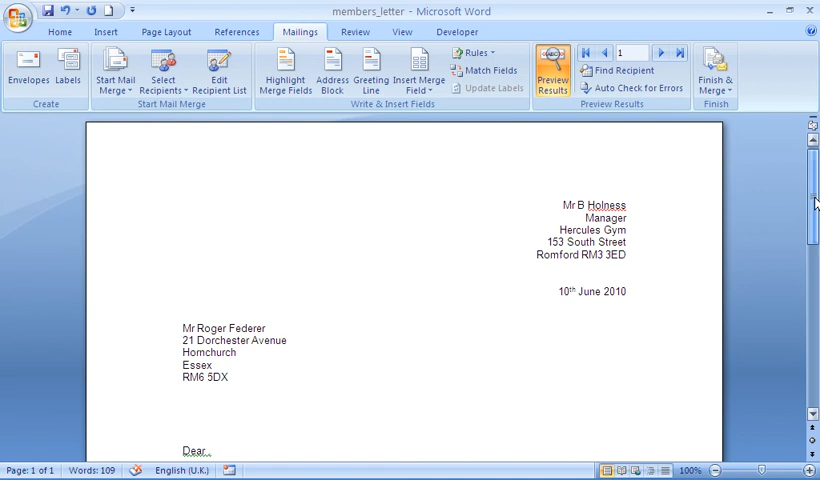 members_letter - Microsoft Word
Home Insert Page Layout References Mailings Review View Developer
Envelopes Labels
Create
Start Mail Merge Select Recipients Edit Recipient List
Start Mail Merge
Highlight Merge Fields Address Block Greeting Line Insert Merge Field
Rules
Match Fields
Update Labels
Write & Insert Fields
ABC
Preview Results
1
Find Recipient
Auto Check for Errors
Preview Results
Finish & Merge
Finish
Mr B Holness
Manager
Hercules Gym
153 South Street
Romford RM3 3ED
10th June 2010
Mr Roger Federer
21 Dorchester Avenue
Hornchurch
Essex
RM6 5DX
Dear ,
Page: 1 of 1 Words: 109 English (U.K.) 100%